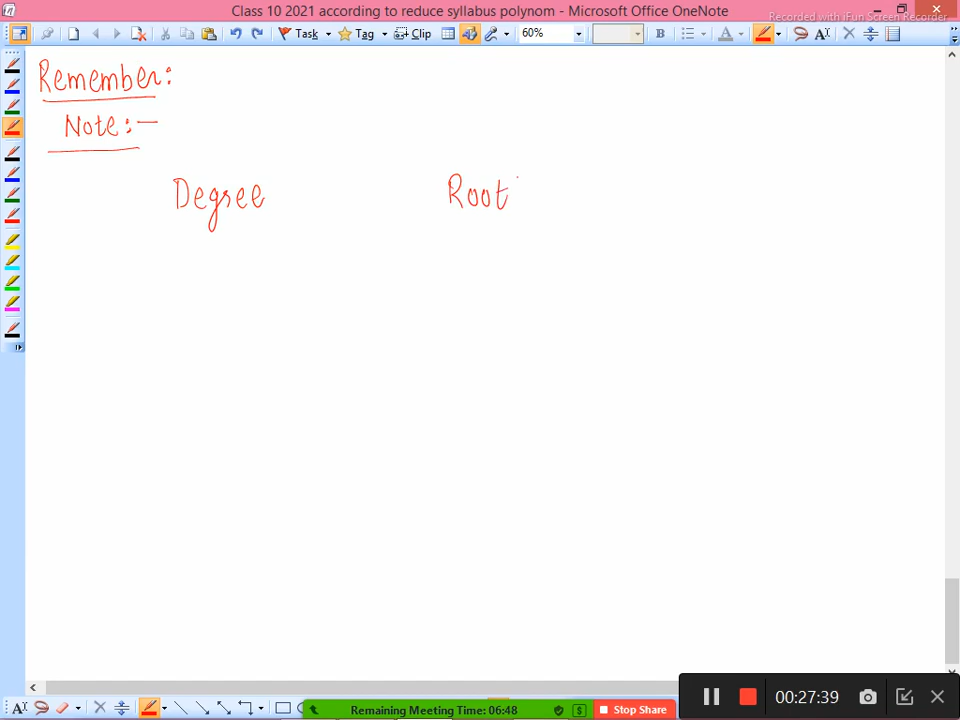 Class 10 2021 according to reduce syllabus polynom - Microsoft Office OneNote
Recorded with iFun Screen Recorder
Task Tag Clip 60% B A
Remember:
Note:-
Degree Root
00:27:39
Remaining Meeting Time: 06:48 Stop Share